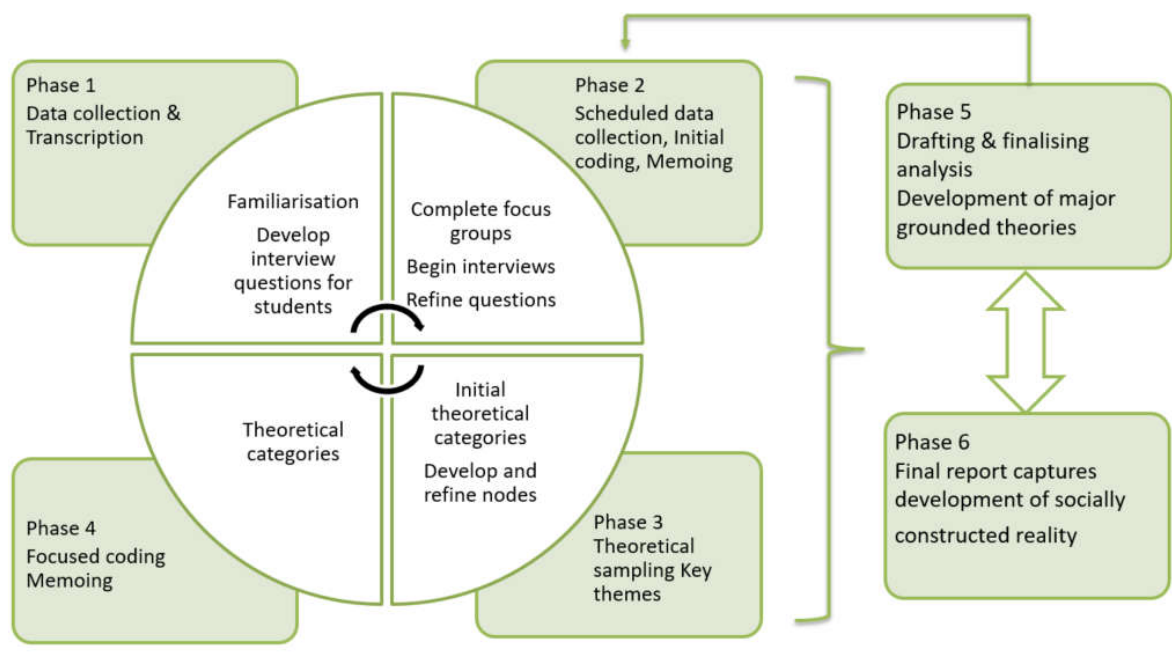 Phase 1
Data collection &
Transcription
Familiarisation
Develop
interview
questions for
students
Phase 2
Scheduled data
collection, Initial
coding, Memoing
Complete focus
groups
Begin interviews
Refine questions
Theoretical
categories
Phase 4
Focused coding
Memoing
Initial
theoretical
categories
Develop and
refine nodes
Phase 3
Theoretical
sampling Key
themes
Phase 5
Drafting & finalising
analysis
Development of major
grounded theories
Phase 6
Final report captures
development of socially
constructed reality